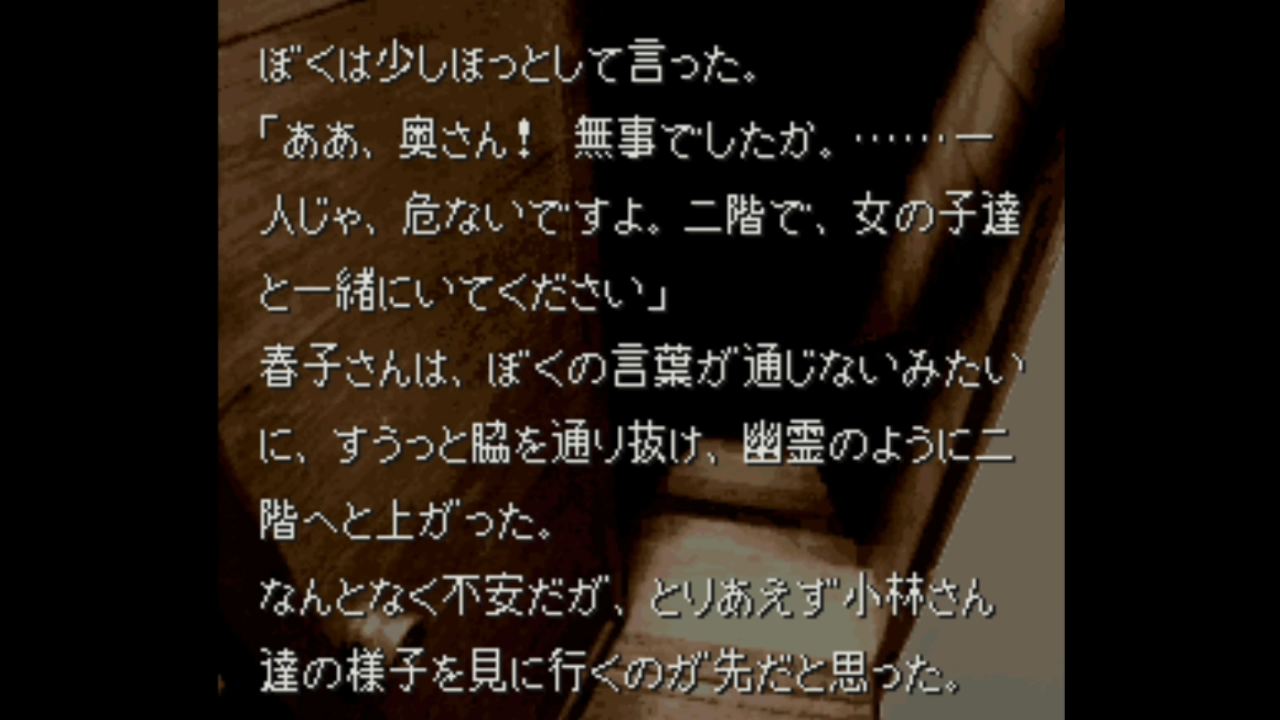 ぼくは少しほっとして言った。
「ああ、奥さん！　無事でしたか。……一
人じゃ、危ないですよ。二階で、女の子達
と一緒にいてください」
春子さんは、ぼくの言葉が通じないみたい
に、すうっと脇を通り抜け、幽霊のように二
階へと上がった。
なんとなく不安だが、とりあえず小林さん
達の様子を見に行くのが先だと思った。